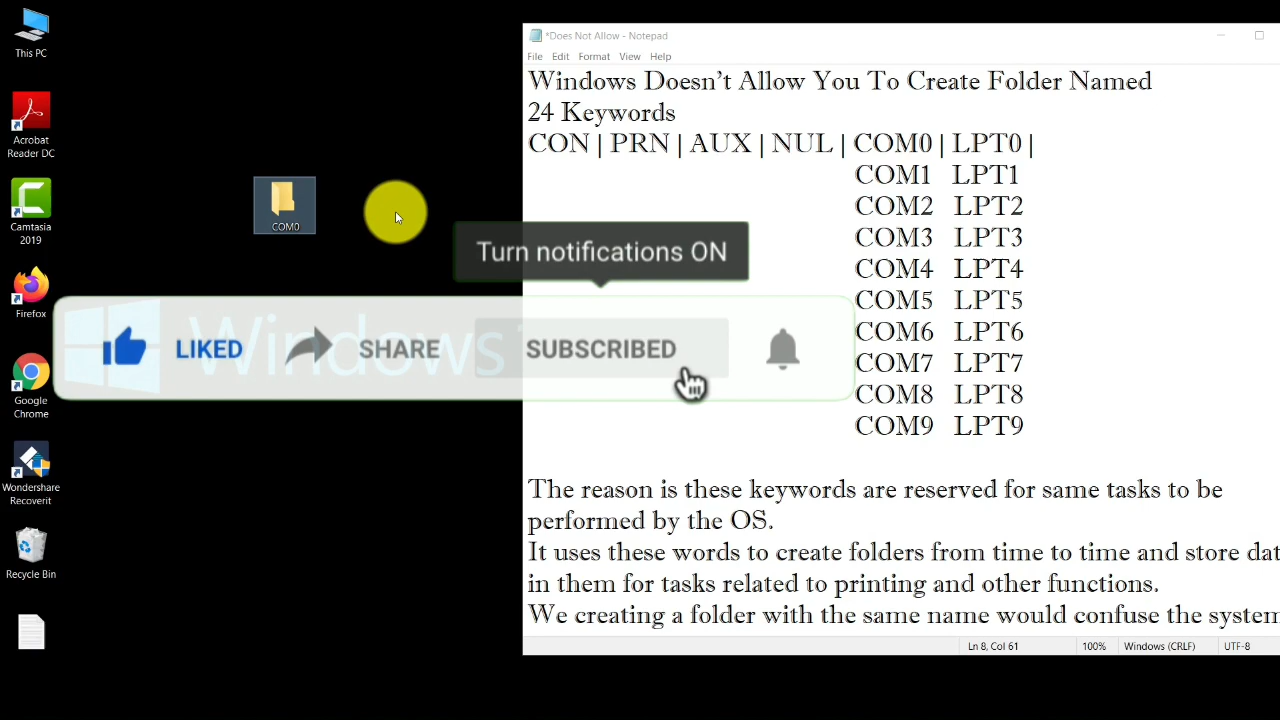 This PC
Acrobat
Reader DC
Camtasia
2019
Firefox
Google
Chrome
Wondershare
Recoverit
Recycle Bin
COM0
*Does Not Allow - Notepad
File Edit Format View Help
Windows Doesn't Allow You To Create Folder Named
24 Keywords
CON | PRN | AUX | NUL | COM0 | LPT0 |
COM1 LPT1
COM2 LPT2
COM3 LPT3
COM4 LPT4
COM5 LPT5
COM6 LPT6
COM7 LPT7
COM8 LPT8
COM9 LPT9
The reason is these keywords are reserved for same tasks to be
performed by the OS.
It uses these words to create folders from time to time and store dat
in them for tasks related to printing and other functions.
We creating a folder with the same name would confuse the system
Ln 8, Col 61 100% Windows (CRLF) UTF-8
Turn notifications ON
LIKED SHARE SUBSCRIBED
Windows